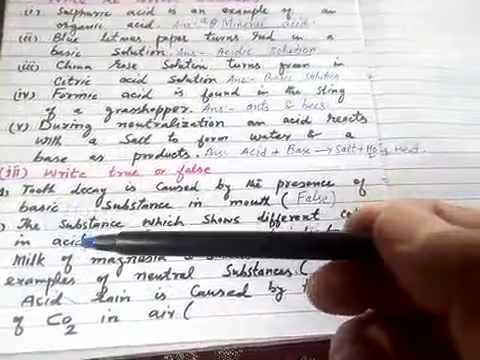 (i) Sulphuric acid is an example of an
organic acid. Ans- Mineral acid.
(ii) Blue litmus paper turns red in a
basic Solution. Ans- Acidic solution
(iii) China rose Solution turns green in
Citric acid Solution Ans- Basic solution
(iv) Formic acid is found in the sting
of a grasshopper. Ans- ants & bees.
(v) During neutralization an acid reacts
with a Salt to form water & a
base as products. Ans- Acid + Base → Salt + H2O + Heat.
(iii) Write true or false
Tooth decay is Caused by the presence of
basic Substance in mouth (False)
The Substance which shows different
in acid
Milk of magnesia
examples of neutral Substances (
Acid Rain is Caused by
of CO2 in air (